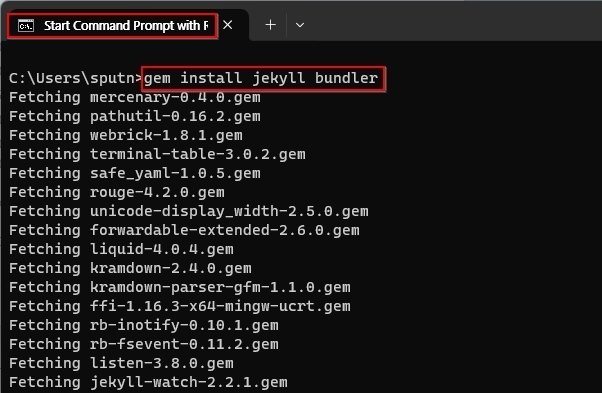 Start Command Prompt with R
C:\Users\sputn>gem install jekyll bundler
Fetching mercenary-0.4.0.gem
Fetching pathutil-0.16.2.gem
Fetching webrick-1.8.1.gem
Fetching terminal-table-3.0.2.gem
Fetching safe_yaml-1.0.5.gem
Fetching rouge-4.2.0.gem
Fetching unicode-display_width-2.5.0.gem
Fetching forwardable-extended-2.6.0.gem
Fetching liquid-4.0.4.gem
Fetching kramdown-2.4.0.gem
Fetching kramdown-parser-gfm-1.1.0.gem
Fetching ffi-1.16.3-x64-mingw-ucrt.gem
Fetching rb-inotify-0.10.1.gem
Fetching rb-fsevent-0.11.2.gem
Fetching listen-3.8.0.gem
Fetching jekyll-watch-2.2.1.gem